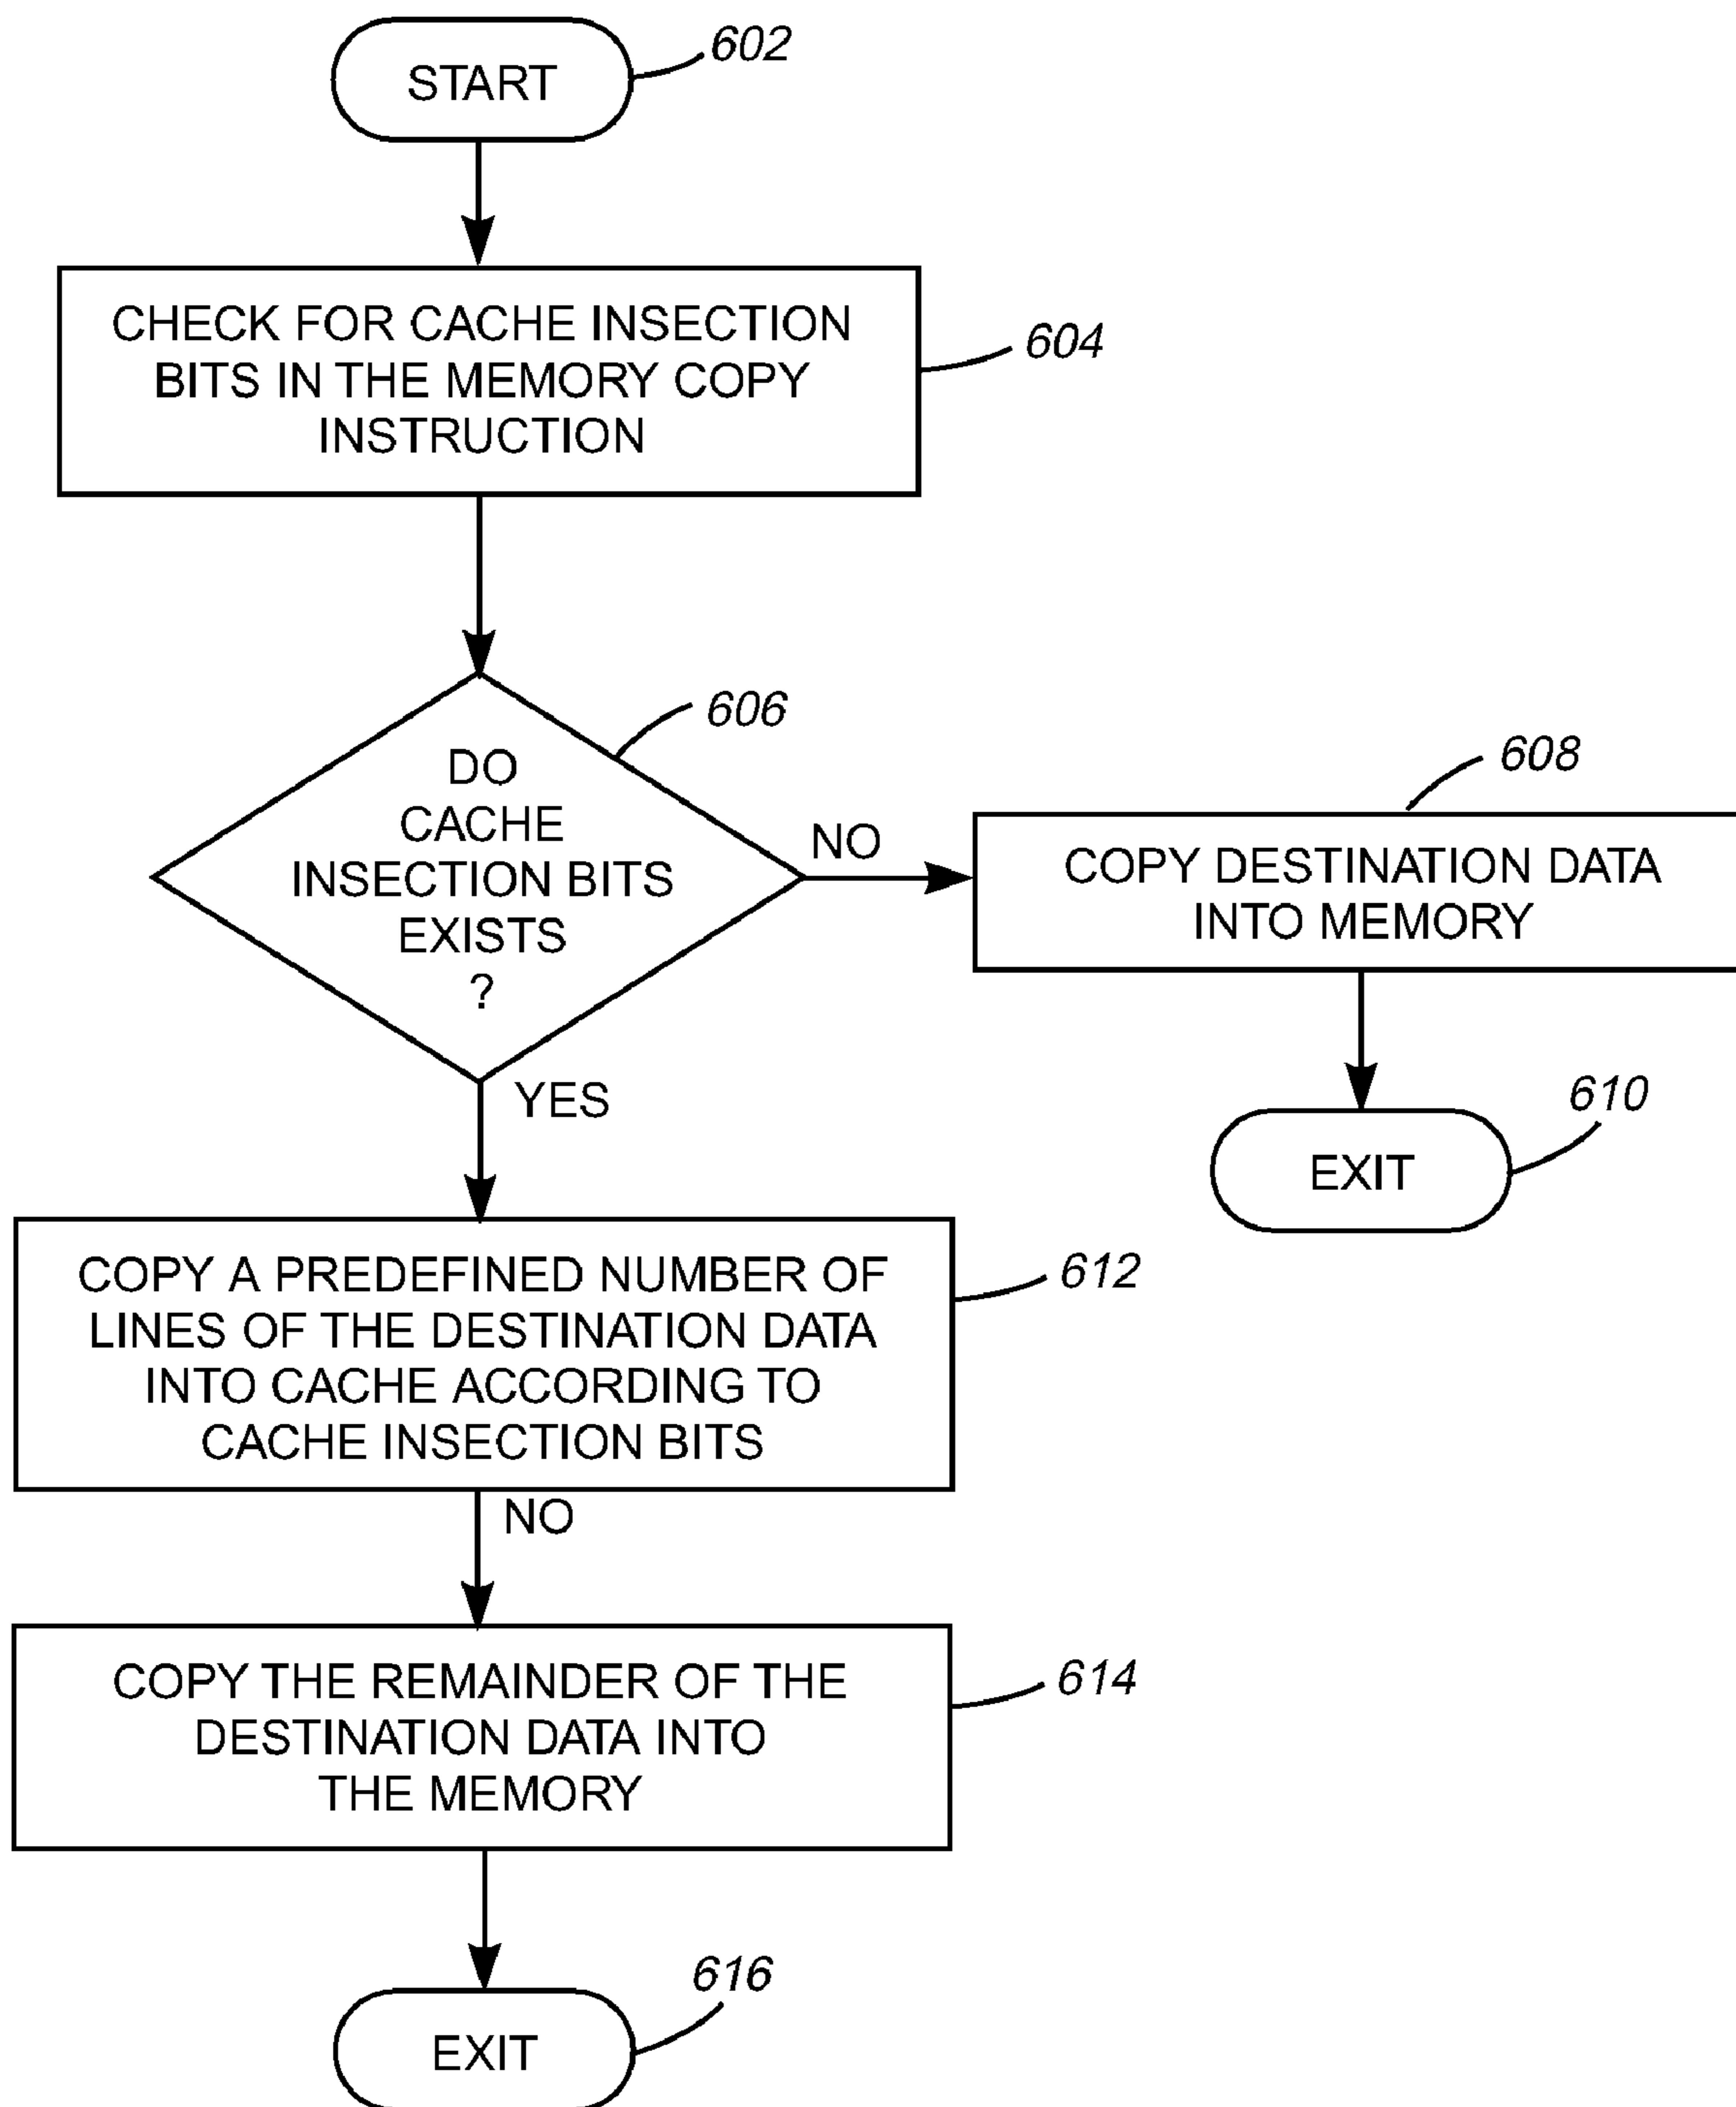 START
602
CHECK FOR CACHE INSECTION
BITS IN THE MEMORY COPY
INSTRUCTION
604
DO
CACHE
INSECTION BITS
EXISTS
?
606
NO
608
COPY DESTINATION DATA
INTO MEMORY
610
EXIT
YES
COPY A PREDEFINED NUMBER OF
LINES OF THE DESTINATION DATA
INTO CACHE ACCORDING TO
CACHE INSECTION BITS
612
NO
COPY THE REMAINDER OF THE
DESTINATION DATA INTO
THE MEMORY
614
616
EXIT